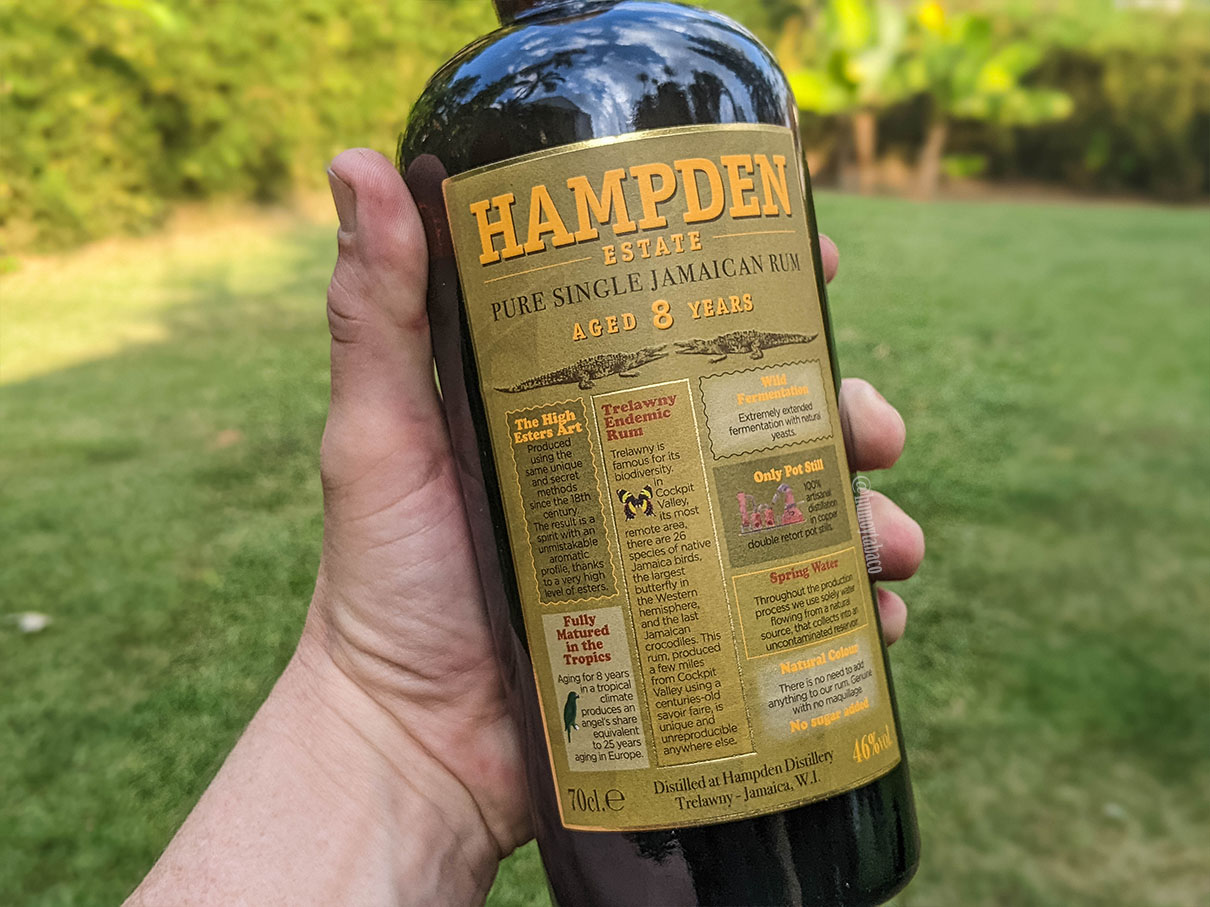 HAMPDEN
ESTATE
PURE SINGLE JAMAICAN RUM
AGED 8 YEARS
The High
Esters Art
Produced
using the
same unique
and secret
methods
since the 18th
century.
The result is a
spirit with an
unmistakable
aromatic
profile, thanks
to a very high
level of esters.
Fully
Matured
in the
Tropics
Aging for 8 years
in a tropical
climate
produces an
angel's share
equivalent
to 25 years
aging in Europe.
Trelawny
Endemic
Rum
Trelawny is
famous for its
biodiversity.
In
Cockpit
Valley,
its most
remote area,
there are 26
species of native
Jamaica birds,
the largest
butterfly in
the Western
hemisphere,
and the last
Jamaican
crocodiles. This
rum, produced
a few miles
from Cockpit
Valley using a
centuries-old
savoir faire, is
unique and
unreproducible
anywhere else.
Wild
Fermentation
Extremely extended
fermentation with natural
yeasts.
Only Pot Still
100%
artisanal
distillation
in copper
double retort pot stills.
Spring Water
Throughout the production
process we use solely water
flowing from a natural
source, that collects into an
uncontaminated reservoir
Natural Colour
There is no need to add
anything to our rum. Genuine
with no maquillage
No sugar added
70cl.e
Distilled at Hampden Distillery
Trelawny - Jamaica, W.I.
46%vol